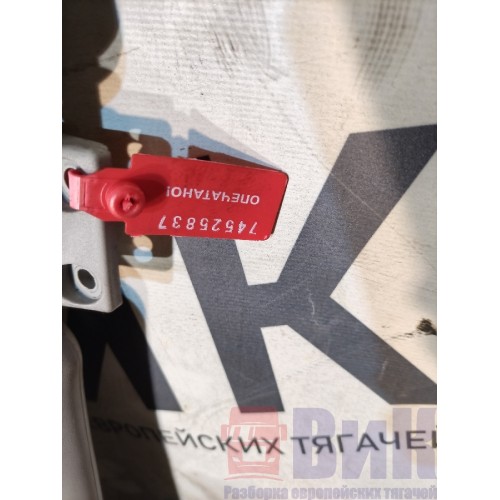 ОПЕЧАТАНО!
74525837
К
ЕВРОПЕЙСКИХ ТЯГАЧЕЙ
ВиК
Разборка европейских тягачей